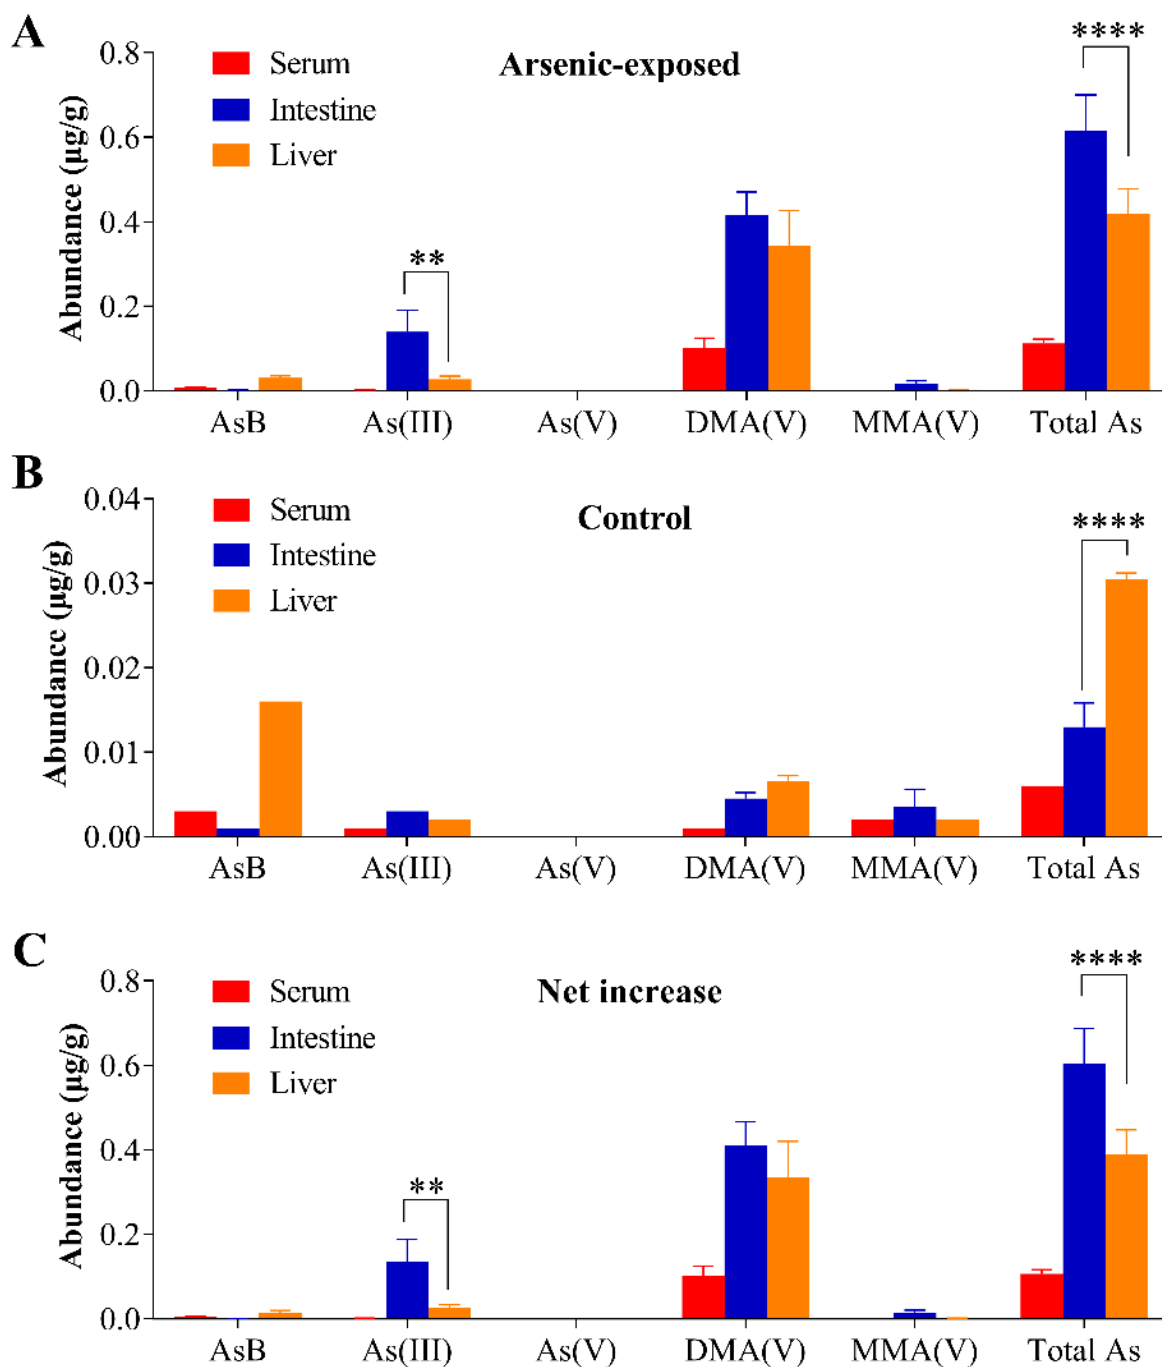 A
Arsenic-exposed
****
0.8
0.6
0.4
0.2
0.0
Abundance (μg/g)
Serum
Intestine
Liver
**
AsB As(III) As(V) DMA(V) MMA(V) Total As
B
Control
****
0.04
0.03
0.02
0.01
0.00
Abundance (μg/g)
Serum
Intestine
Liver
AsB As(III) As(V) DMA(V) MMA(V) Total As
C
Net increase
****
0.8
0.6
0.4
0.2
0.0
Abundance (μg/g)
Serum
Intestine
Liver
**
AsB As(III) As(V) DMA(V) MMA(V) Total As